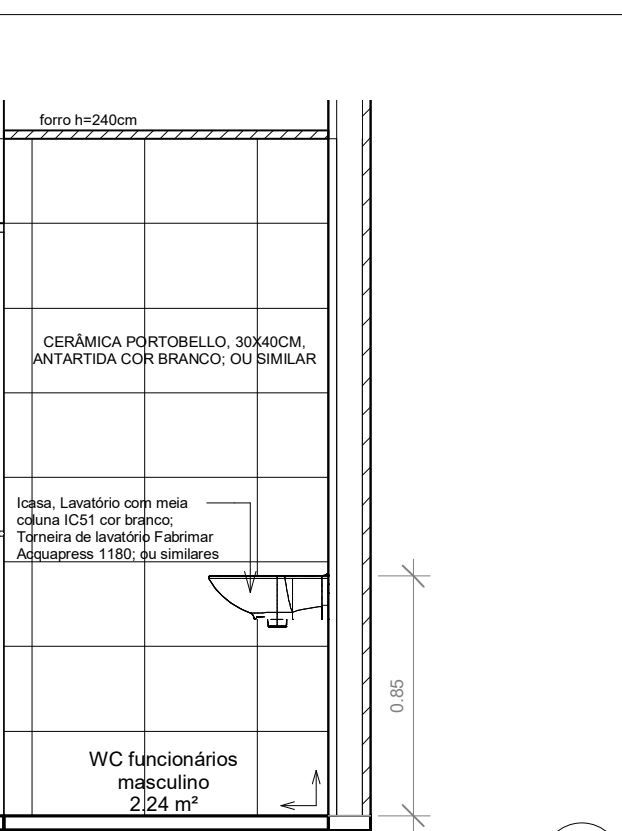 forro h=240cm
CERÂMICA PORTOBELLO, 30X40CM,
ANTARTIDA COR BRANCO; OU SIMILAR
Icasa, Lavatório com meia
coluna IC51 cor branco;
Torneira de lavatório Fabrimar
Acquapress 1180; ou similares
0.85
WC funcionários
masculino
2.24 m²